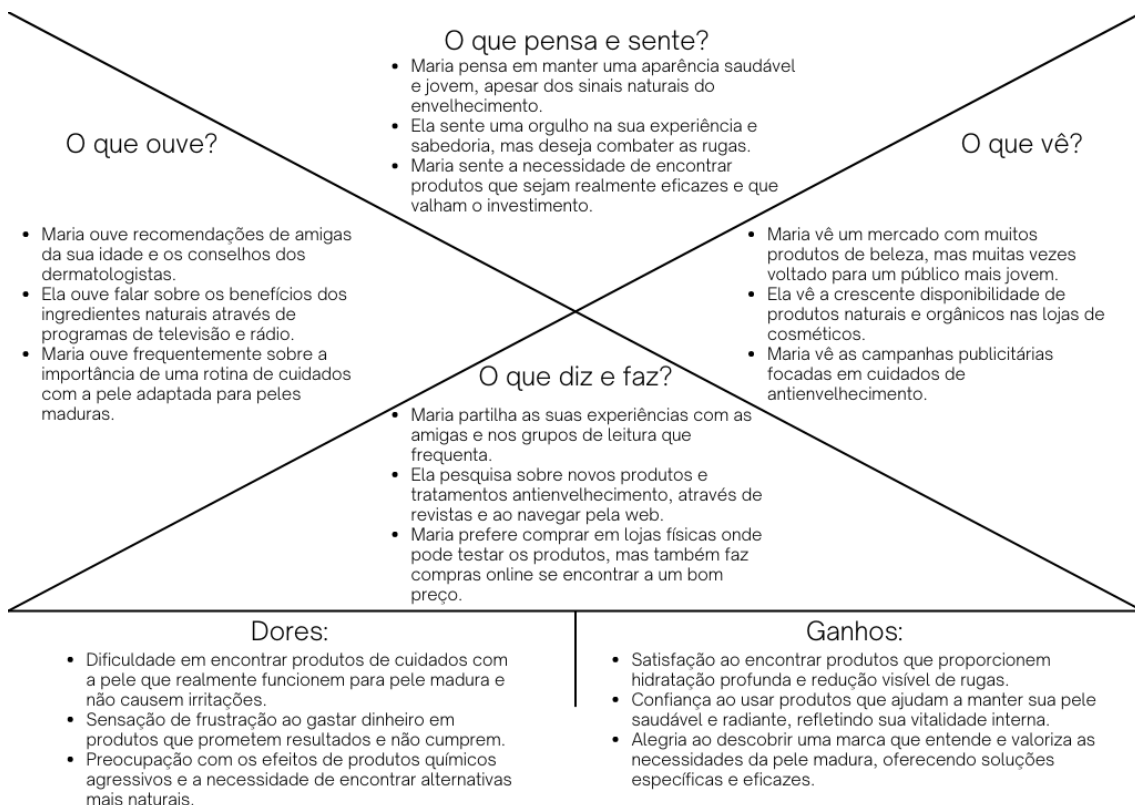 O que pensa e sente?
• Maria pensa em manter uma aparência saudável
e jovem, apesar dos sinais naturais do
envelhecimento.
• Ela sente uma orgulho na sua experiência e
sabedoria, mas deseja combater as rugas.
• Maria sente a necessidade de encontrar
produtos que sejam realmente eficazes e que
valham o investimento.
O que ouve?
• Maria ouve recomendações de amigas
da sua idade e os conselhos dos
dermatologistas.
• Ela ouve falar sobre os benefícios dos
ingredientes naturais através de
programas de televisão e rádio.
• Maria ouve frequentemente sobre a
importância de uma rotina de cuidados
com a pele adaptada para peles
maduras.
O que vê?
• Maria vê um mercado com muitos
produtos de beleza, mas muitas vezes
voltado para um público mais jovem.
• Ela vê a crescente disponibilidade de
produtos naturais e orgânicos nas lojas de
cosméticos.
• Maria vê as campanhas publicitárias
focadas em cuidados de
antienvelhecimento.
O que diz e faz?
• Maria partilha as suas experiências com as
amigas e nos grupos de leitura que
frequenta.
• Ela pesquisa sobre novos produtos e
tratamentos antienvelhecimento, através de
revistas e ao navegar pela web.
• Maria prefere comprar em lojas físicas onde
pode testar os produtos, mas também faz
compras online se encontrar a um bom
preço.
Dores:
• Dificuldade em encontrar produtos de cuidados com
a pele que realmente funcionem para pele madura e
não causem irritações.
• Sensação de frustração ao gastar dinheiro em
produtos que prometem resultados e não cumprem.
• Preocupação com os efeitos de produtos químicos
agressivos e a necessidade de encontrar alternativas
mais naturais.
Ganhos:
• Satisfação ao encontrar produtos que proporcionem
hidratação profunda e redução visível de rugas.
• Confiança ao usar produtos que ajudam a manter sua pele
saudável e radiante, refletindo sua vitalidade interna.
• Alegria ao descobrir uma marca que entende e valoriza as
necessidades da pele madura, oferecendo soluções
específicas e eficazes.